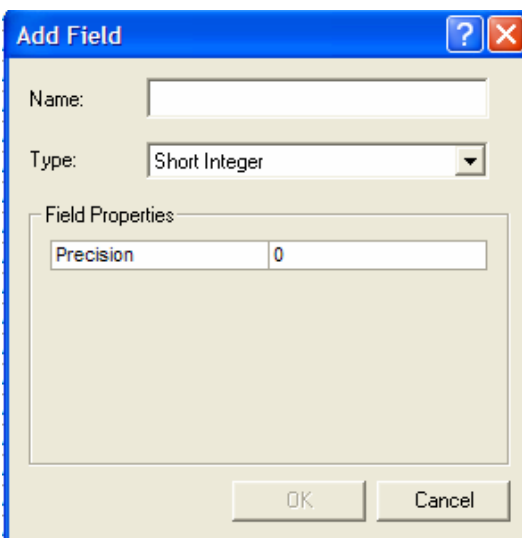 Add Field
Name:
Type: Short Integer
Field Properties
Precision 0
OK Cancel